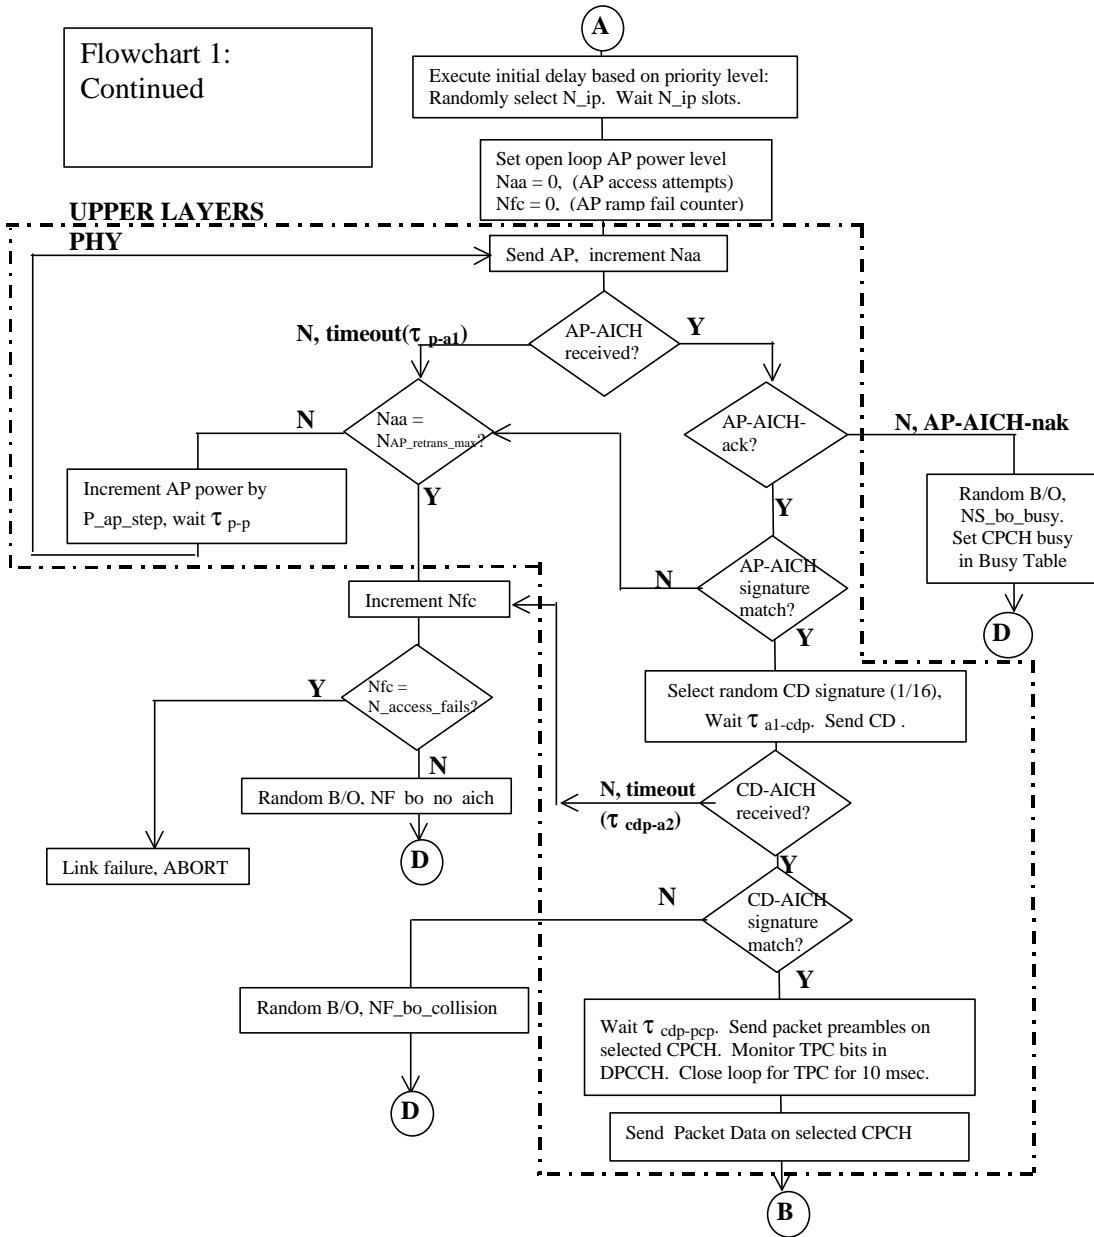 A
Flowchart 1:
Continued
Execute initial delay based on priority level:
Randomly select N_ip. Wait N_ip slots.
Set open loop AP power level
Naa = 0, (AP access attempts)
Nfc = 0, (AP ramp fail counter)
UPPER LAYERS
PHY
Send AP, increment Naa
AP-AICH
received?
N, timeout(τ p-a1)
Y
Naa =
NAP_retrans_max?
N
Y
AP-AICH-
ack?
N, AP-AICH-nak
Y
Increment AP power by
P_ap_step, wait τ p-p
Random B/O,
NS_bo_busy.
Set CPCH busy
in Busy Table
D
AP-AICH
signature
match?
N
Y
Increment Nfc
Nfc =
N_access_fails?
Y
N
Select random CD signature (1/16),
Wait τ a1-cdp. Send CD .
Random B/O, NF_bo_no_aich
D
Link failure, ABORT
CD-AICH
received?
N, timeout
(τ cdp-a2)
Y
CD-AICH
signature
match?
N
Y
Random B/O, NF_bo_collision
D
Wait τ cdp-pcp. Send packet preambles on
selected CPCH. Monitor TPC bits in
DPCCH. Close loop for TPC for 10 msec.
Send Packet Data on selected CPCH
B